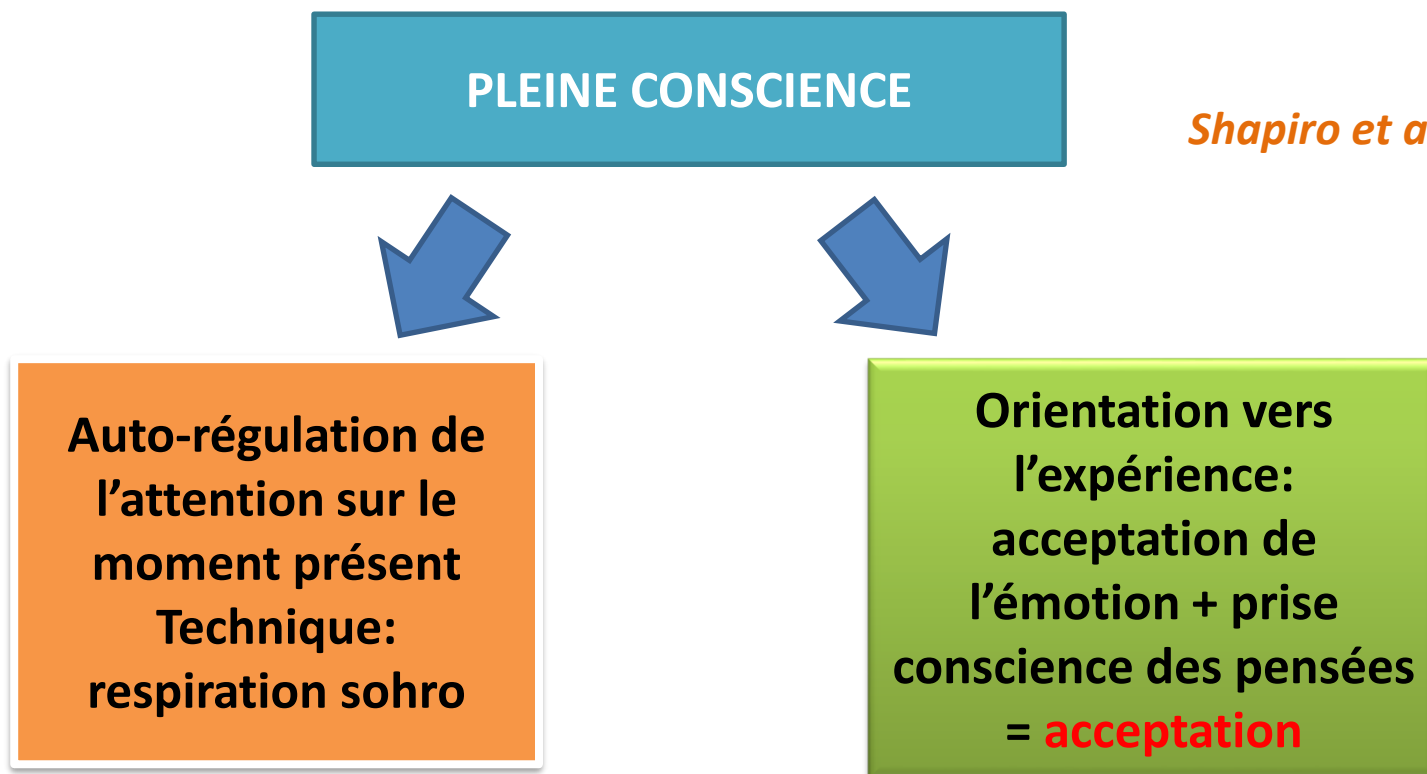 PLEINE CONSCIENCE
Shapiro et a
Auto-régulation de
l’attention sur le
moment présent
Technique:
respiration sohro
Orientation vers
l’expérience:
acceptation de
l’émotion + prise
conscience des pensées
= acceptation